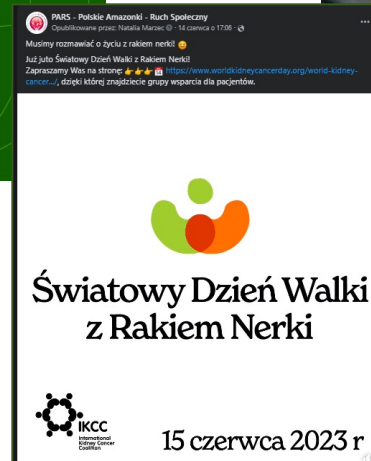 PARS - Polskie Amazonki - Ruch Społeczny
Opublikowane przez: Natalia Marzec · 14 czerwca o 17:06 ·
Musimy rozmawiać o życiu z rakiem nerki!
Już juto Światowy Dzień Walki z Rakiem Nerki!
Zapraszamy Was na stronę: https://www.worldkidneycancerday.org/world-kidney-
cancer.../, dzięki której znajdziecie grupy wsparcia dla pacjentów.
Światowy Dzień Walki
z Rakiem Nerki
IKCC
International
Kidney Cancer
Coalition
15 czerwca 2023 r